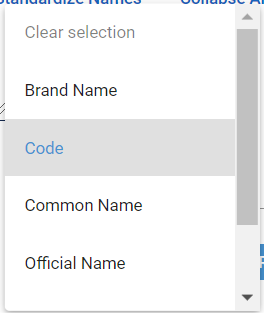 Standardize Names Collapse A
Clear selection
Brand Name
Code
Common Name
Official Name